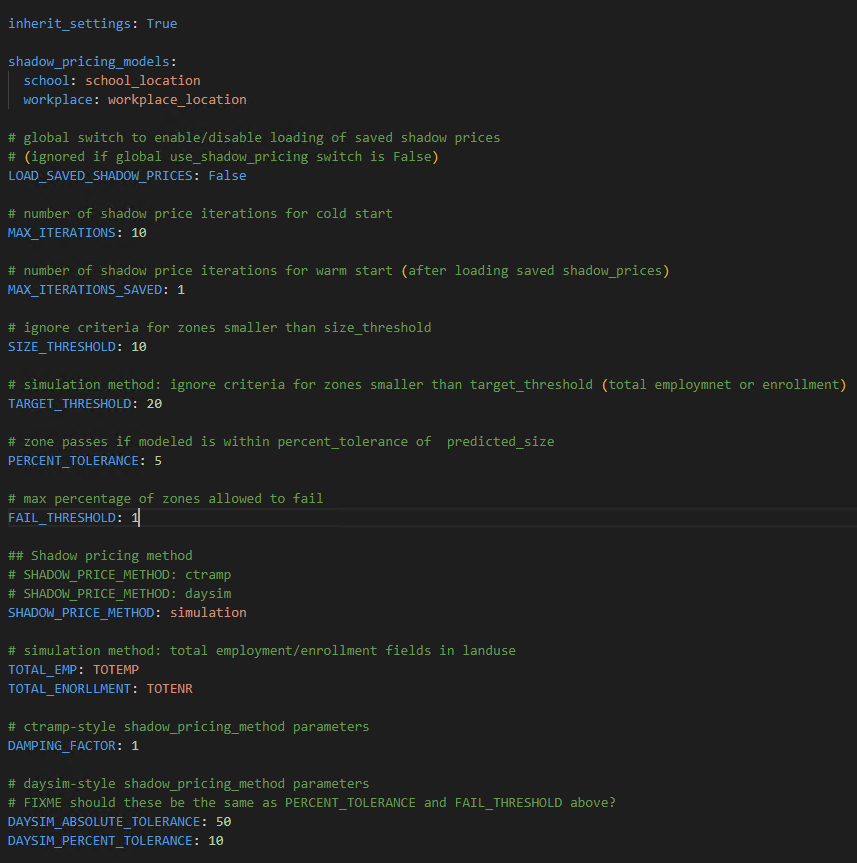 inherit_settings: True
shadow_pricing_models:
school: school_location
workplace: workplace_location
# global switch to enable/disable loading of saved shadow prices
# (ignored if global use_shadow_pricing switch is False)
LOAD_SAVED_SHADOW_PRICES: False
# number of shadow price iterations for cold start
MAX_ITERATIONS: 10
# number of shadow price iterations for warm start (after loading saved shadow_prices)
MAX_ITERATIONS_SAVED: 1
# ignore criteria for zones smaller than size_threshold
SIZE_THRESHOLD: 10
# simulation method: ignore criteria for zones smaller than target_threshold (total employmnet or enrollment)
TARGET_THRESHOLD: 20
# zone passes if modeled is within percent_tolerance of  predicted_size
PERCENT_TOLERANCE: 5
# max percentage of zones allowed to fail
FAIL_THRESHOLD: 1
## Shadow pricing method
# SHADOW_PRICE_METHOD: ctramp
# SHADOW_PRICE_METHOD: daysim
SHADOW_PRICE_METHOD: simulation
# simulation method: total employment/enrollment fields in landuse
TOTAL_EMP: TOTEMP
TOTAL_ENORLLMENT: TOTENR
# ctramp-style shadow_pricing_method parameters
DAMPING_FACTOR: 1
# daysim-style shadow_pricing_method parameters
# FIXME should these be the same as PERCENT_TOLERANCE and FAIL_THRESHOLD above?
DAYSIM_ABSOLUTE_TOLERANCE: 50
DAYSIM_PERCENT_TOLERANCE: 10